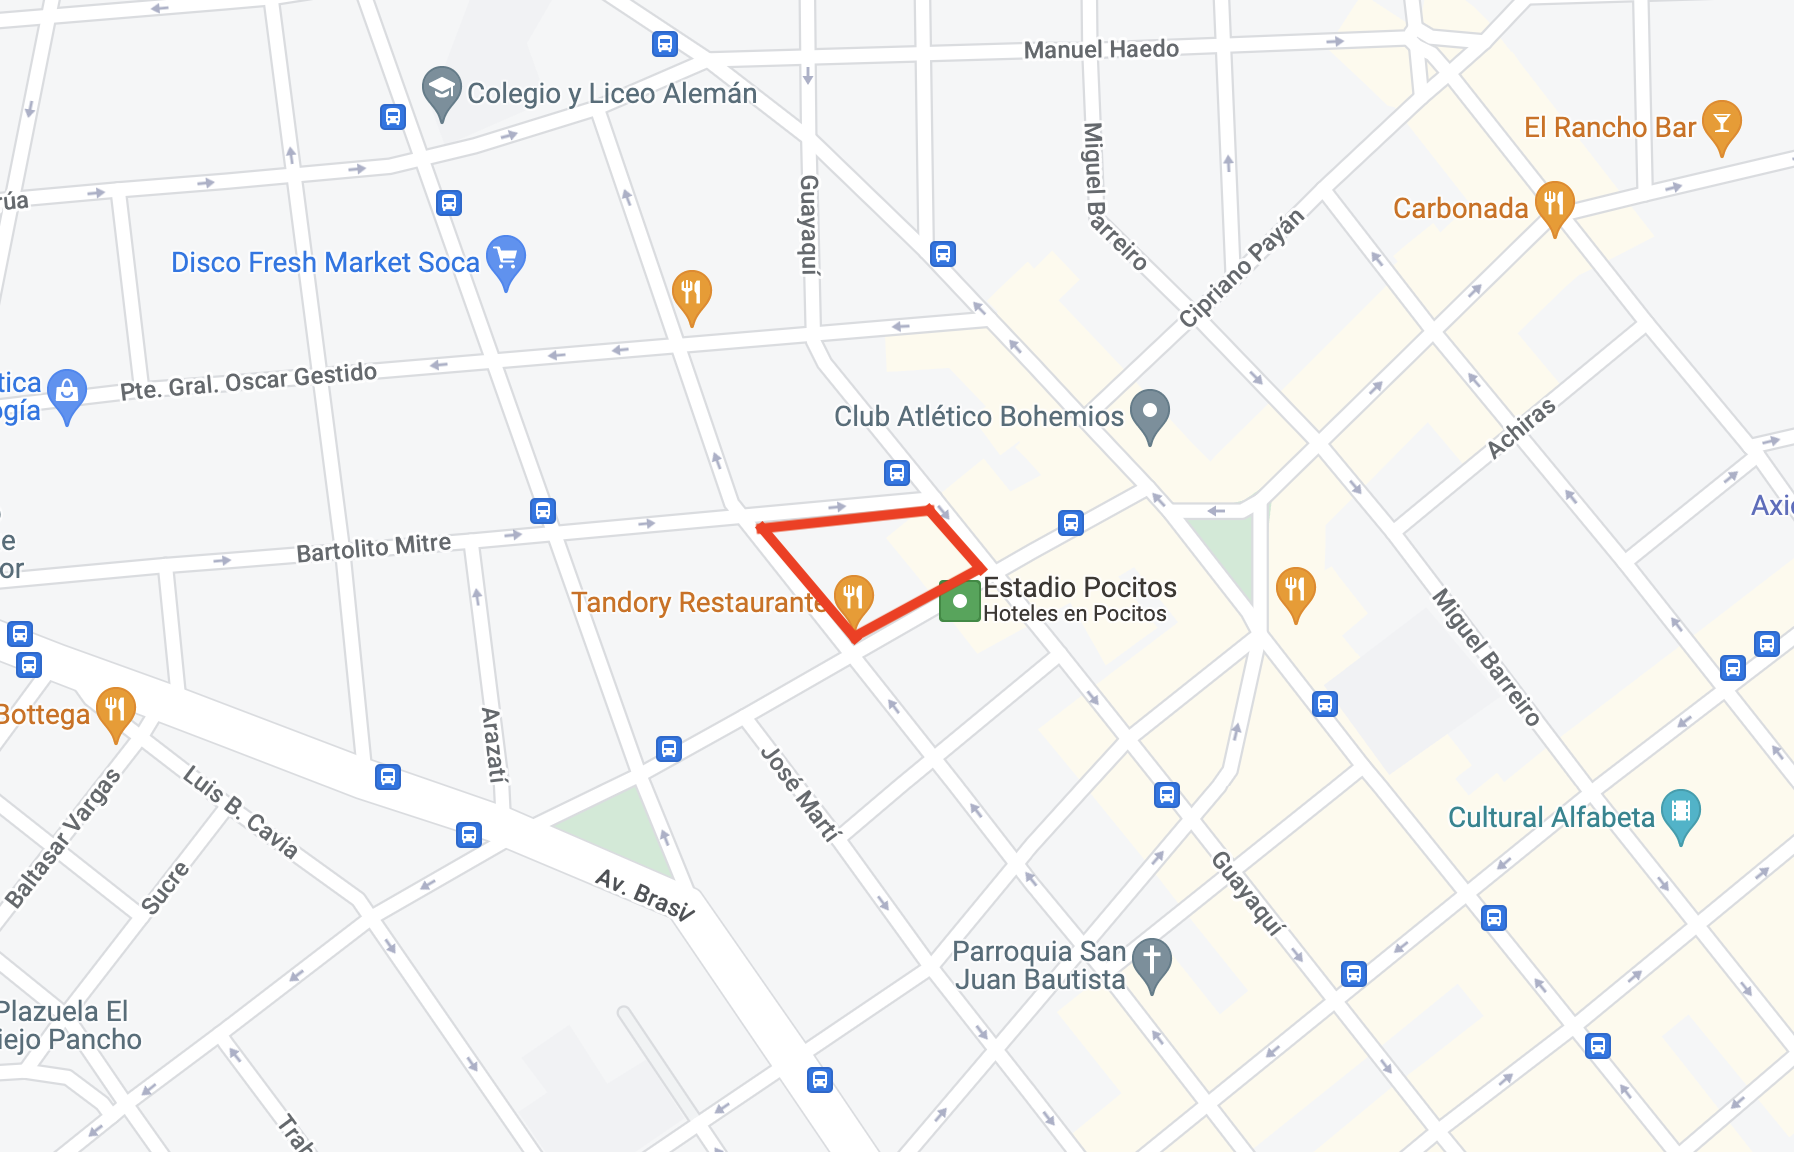 Manuel Haedo
Colegio y Liceo Alemán
El Rancho Bar
Miguel Barreiro
Guayaquí
rúa
Carbonada
Cipriano Payán
Disco Fresh Market Soca
Pte. Gral. Oscar Gestido
tica
ogía
Club Atlético Bohemios
Achiras
Axi
Bartolito Mitre
e
or
Tandory Restaurante
Estadio Pocitos
Hoteles en Pocitos
Miguel Barreiro
Bottega
Arazatí
José Martí
Luis B. Cavia
Baltasar Vargas
Sucre
Av. Brasil
Cultural Alfabeta
Guayaquí
Parroquia San
Juan Bautista
Plazuela El
iejo Pancho
Trab